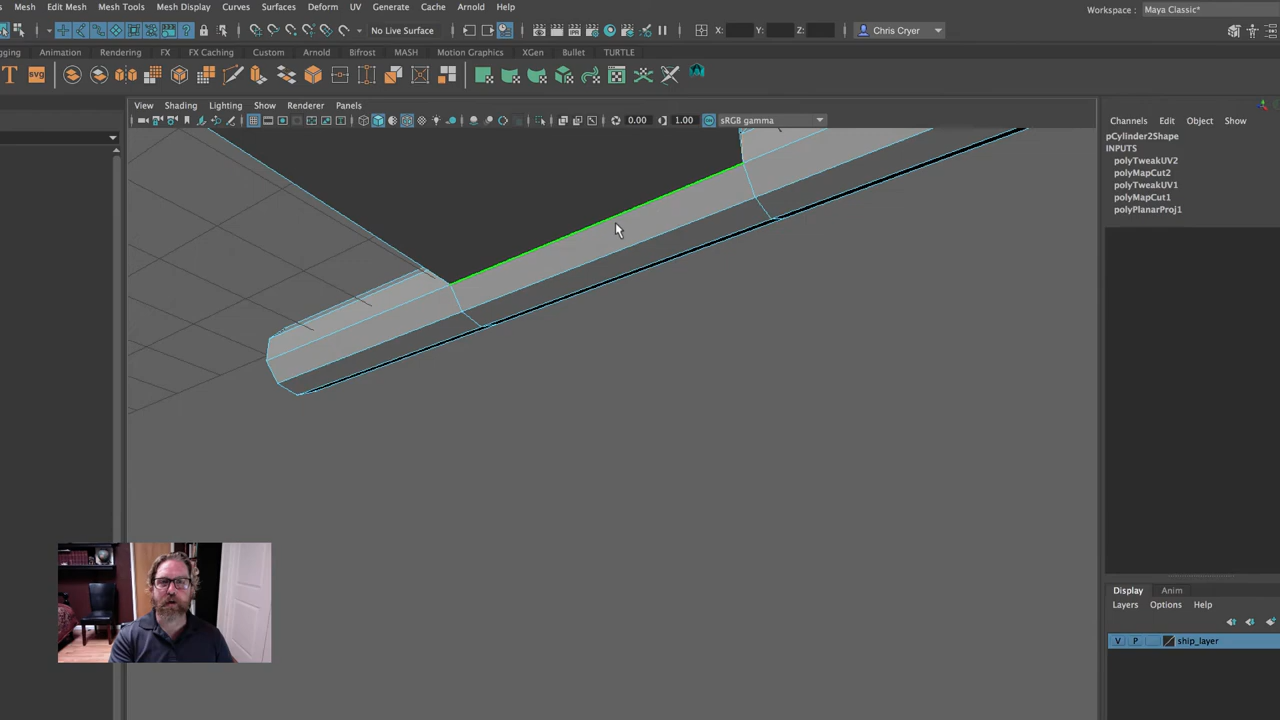 Mesh Edit Mesh Mesh Tools Mesh Display Curves Surfaces Deform UV Generate Cache Arnold Help Workspace : Maya Classic*
No Live Surface X: Y: Z: Chris Cryer
gging Animation Rendering FX FX Caching Custom Arnold Bifrost MASH Motion Graphics XGen Bullet TURTLE
T SVG
View Shading Lighting Show Renderer Panels
0.00 1.00 sRGB gamma
Channels Edit Object Show
pCylinder2Shape
INPUTS
polyTweakUV2
polyMapCut2
polyTweakUV1
polyMapCut1
polyPlanarProj1
Display Anim
Layers Options Help
V P ship_layer